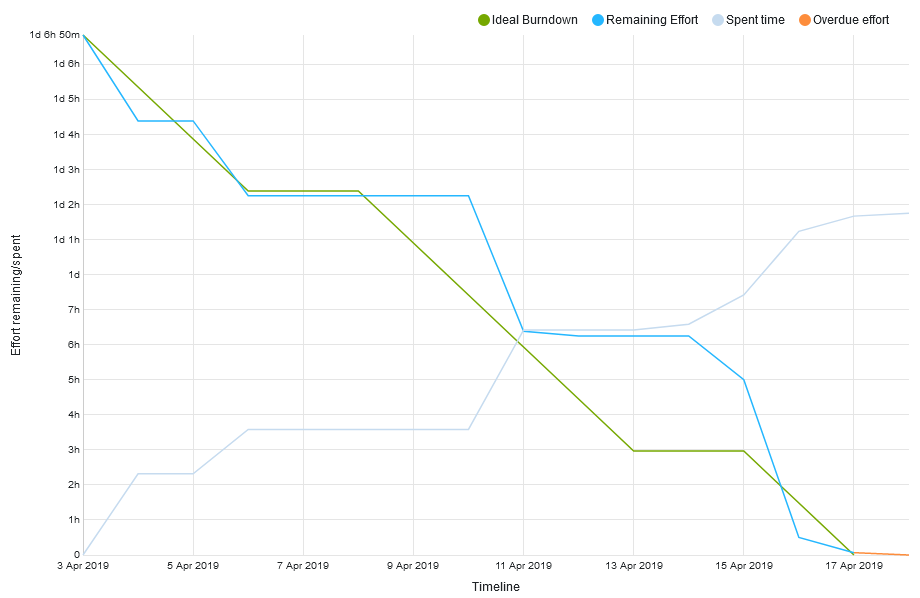 Ideal Burndown Remaining Effort Spent time Overdue effort
1d 6h 50m
1d 6h
1d 5h
1d 4h
1d 3h
1d 2h
1d 1h
1d
7h
6h
5h
4h
3h
2h
1h
0
Effort remaining/spent
3 Apr 2019 5 Apr 2019 7 Apr 2019 9 Apr 2019 11 Apr 2019 13 Apr 2019 15 Apr 2019 17 Apr 2019
Timeline